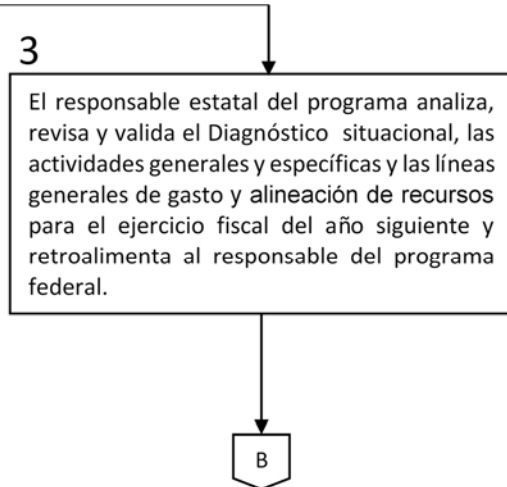 3
El responsable estatal del programa analiza,
revisa y valida el Diagnóstico situacional, las
actividades generales y específicas y las líneas
generales de gasto y alineación de recursos
para el ejercicio fiscal del año siguiente y
retroalimenta al responsable del programa
federal.
B